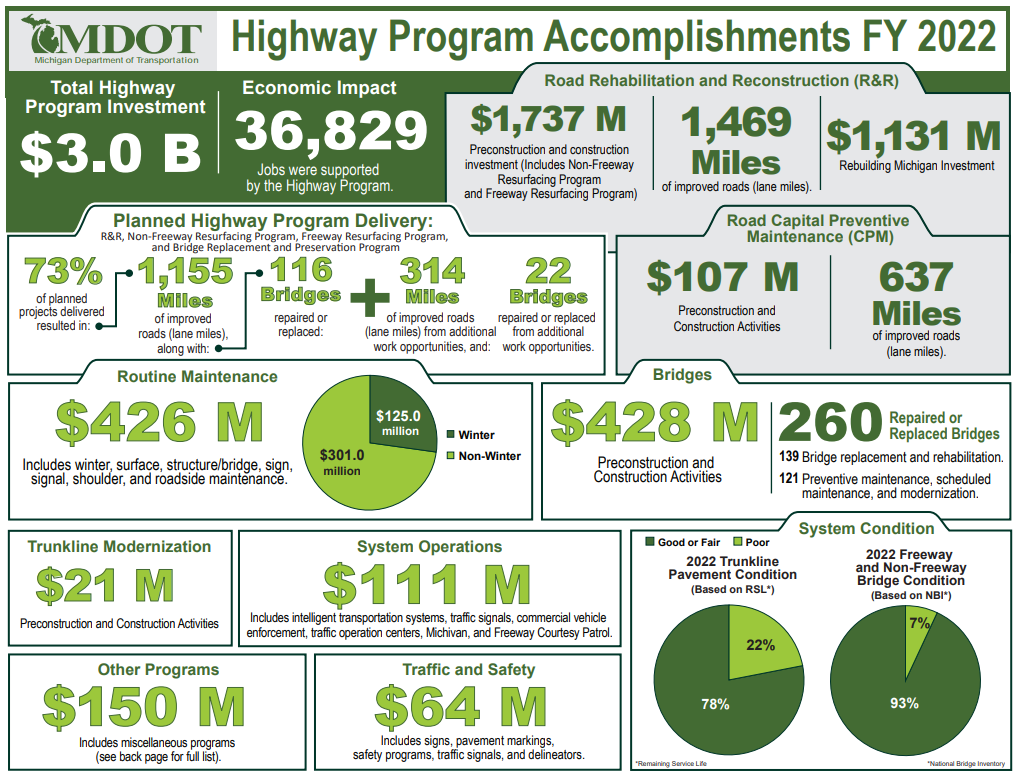 MDOT
Michigan Department of Transportation
Highway Program Accomplishments FY 2022
Total Highway
Program Investment
$3.0 B
Economic Impact
36,829
Jobs were supported
by the Highway Program.
Road Rehabilitation and Reconstruction (R&R)
$1,737 M
Preconstruction and construction
investment (Includes Non-Freeway
Resurfacing Program
and Freeway Resurfacing Program)
1,469
Miles
of improved roads (lane miles).
$1,131 M
Rebuilding Michigan Investment
Planned Highway Program Delivery:
R&R, Non-Freeway Resurfacing Program, Freeway Resurfacing Program,
and Bridge Replacement and Preservation Program
73%
of planned
projects delivered
resulted in:
1,155
Miles
of improved
roads (lane miles),
along with:
116
Bridges
repaired or
replaced:
+
314
Miles
of improved roads
(lane miles) from additional
work opportunities, and:
22
Bridges
repaired or replaced
from additional
work opportunities.
Road Capital Preventive
Maintenance (CPM)
$107 M
Preconstruction and
Construction Activities
637
Miles
of improved roads
(lane miles).
Routine Maintenance
$426 M
Includes winter, surface, structure/bridge, sign,
signal, shoulder, and roadside maintenance.
$125.0
million
$301.0
million
Winter
Non-Winter
Bridges
$428 M
Preconstruction and
Construction Activities
260
Repaired or
Replaced Bridges
139 Bridge replacement and rehabilitation.
121 Preventive maintenance, scheduled
maintenance, and modernization.
Trunkline Modernization
$21 M
Preconstruction and Construction Activities
System Operations
$111 M
Includes intelligent transportation systems, traffic signals, commercial vehicle
enforcement, traffic operation centers, Michivan, and Freeway Courtesy Patrol.
Other Programs
$150 M
Includes miscellaneous programs
(see back page for full list).
Traffic and Safety
$64 M
Includes signs, pavement markings,
safety programs, traffic signals, and delineators.
System Condition
Good or Fair
Poor
2022 Trunkline
Pavement Condition
(Based on RSL*)
22%
78%
*Remaining Service Life
2022 Freeway
and Non-Freeway
Bridge Condition
(Based on NBI*)
7%
93%
*National Bridge Inventory